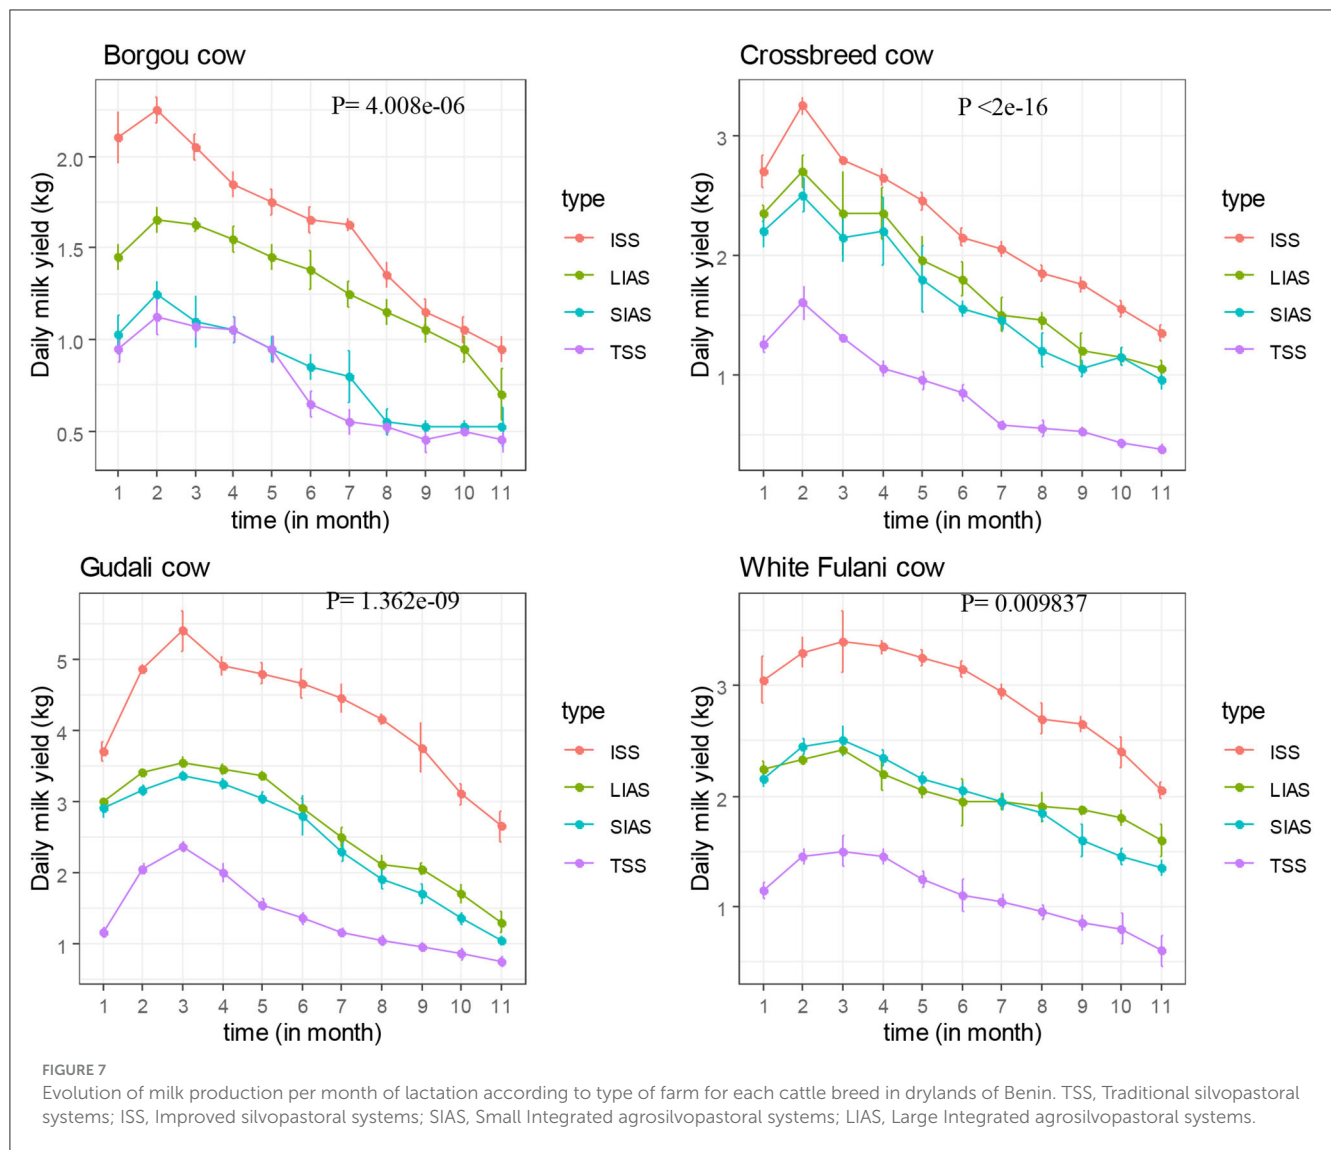 Borgou cow
P= 4.008e-06
Daily milk yield (kg)
2.0
1.5
1.0
0.5
1 2 3 4 5 6 7 8 9 10 11
time (in month)
type
ISS
LIAS
SIAS
TSS
Crossbreed cow
P <2e-16
Daily milk yield (kg)
3
2
1
1 2 3 4 5 6 7 8 9 10 11
time (in month)
type
ISS
LIAS
SIAS
TSS
Gudali cow
P= 1.362e-09
Daily milk yield (kg)
5
4
3
2
1
1 2 3 4 5 6 7 8 9 10 11
time (in month)
type
ISS
LIAS
SIAS
TSS
White Fulani cow
P= 0.009837
Daily milk yield (kg)
3
2
1
1 2 3 4 5 6 7 8 9 10 11
time (in month)
type
ISS
LIAS
SIAS
TSS
FIGURE 7
Evolution of milk production per month of lactation according to type of farm for each cattle breed in drylands of Benin. TSS, Traditional silvopastoral
systems; ISS, Improved silvopastoral systems; SIAS, Small Integrated agrosilvopastoral systems; LIAS, Large Integrated agrosilvopastoral systems.